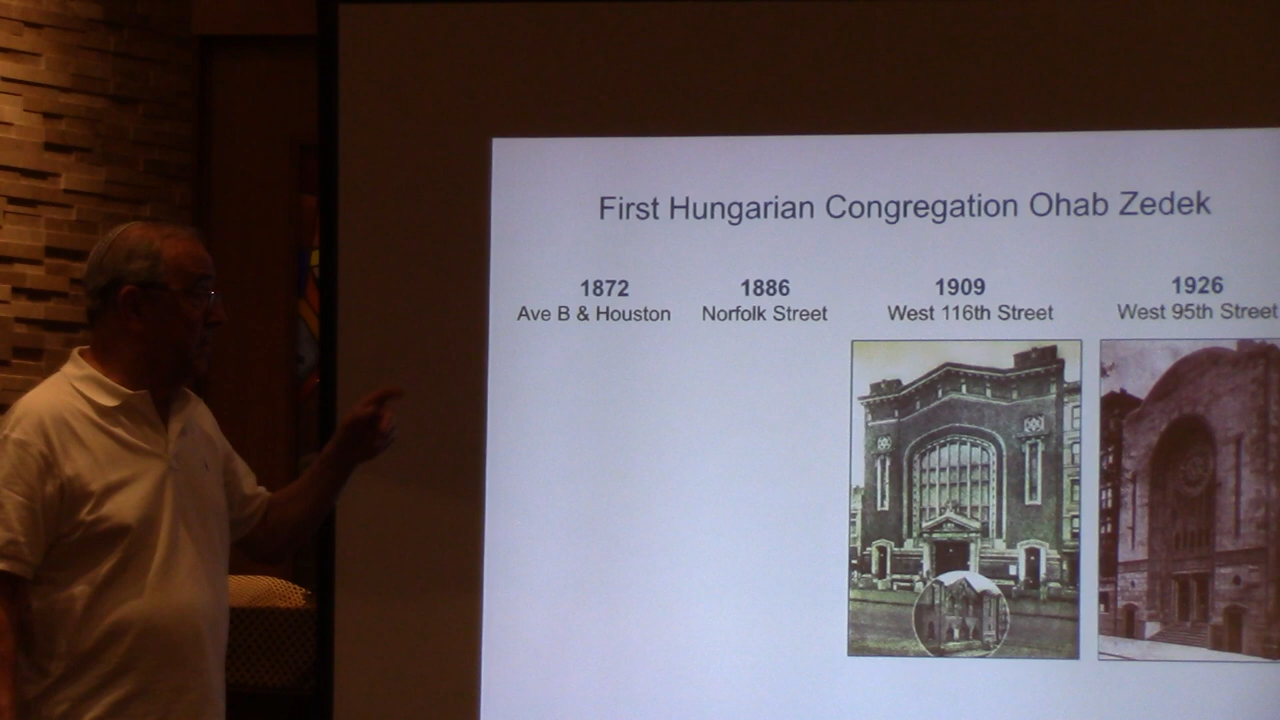 First Hungarian Congregation Ohab Zedek
1872
Ave B & Houston
1886
Norfolk Street
1909
West 116th Street
1926
West 95th Street